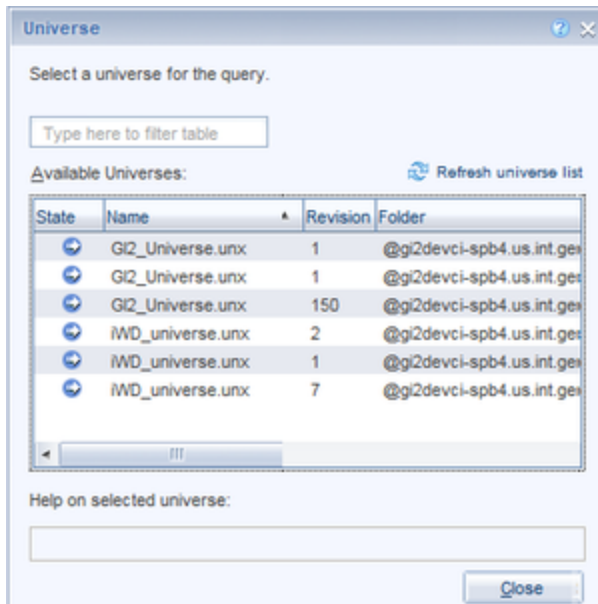 Universe
Select a universe for the query.
Type here to filter table
Available Universes: Refresh universe list
State Name Revision Folder
GI2_Universe.unx 1 @gi2devci-spb4.us.int.ge
GI2_Universe.unx 1 @gi2devci-spb4.us.int.ge
GI2_Universe.unx 150 @gi2devci-spb4.us.int.ge
iWD_universe.unx 2 @gi2devci-spb4.us.int.ge
iWD_universe.unx 1 @gi2devci-spb4.us.int.ge
iWD_universe.unx 7 @gi2devci-spb4.us.int.ge
Help on selected universe:
Close